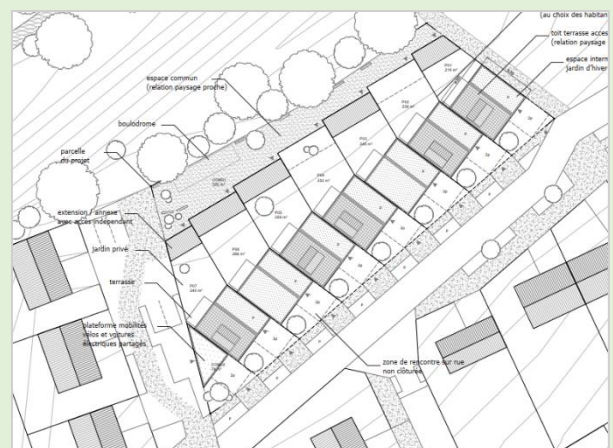 (au choix des habitan
toit terrasse acces
(relation paysage
espace intern
jardin d'hiver
espace commun
(relation paysage proche)
boulodrome
parcelle
du projet
extension / annexe
avec accès indépendant
jardin privé
terrasse
plateforme mobilités
vélos et voitures
électriques partagés
zone de rencontre sur rue
non clôturée